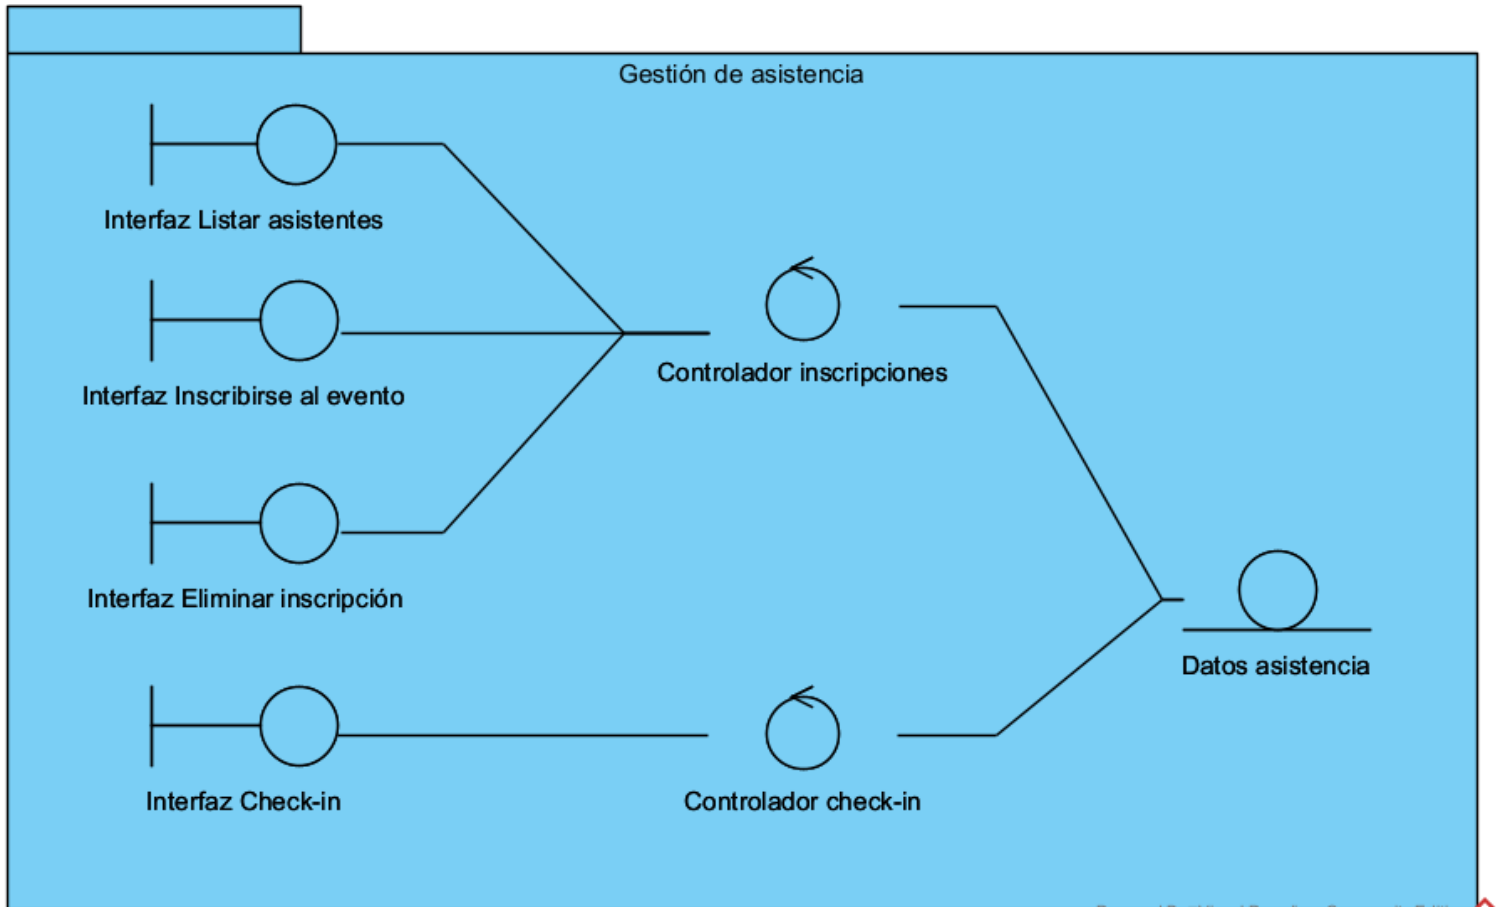 Gestión de asistencia
Interfaz Listar asistentes
Interfaz Inscribirse al evento
Controlador inscripciones
Interfaz Eliminar inscripción
Datos asistencia
Interfaz Check-in
Controlador check-in